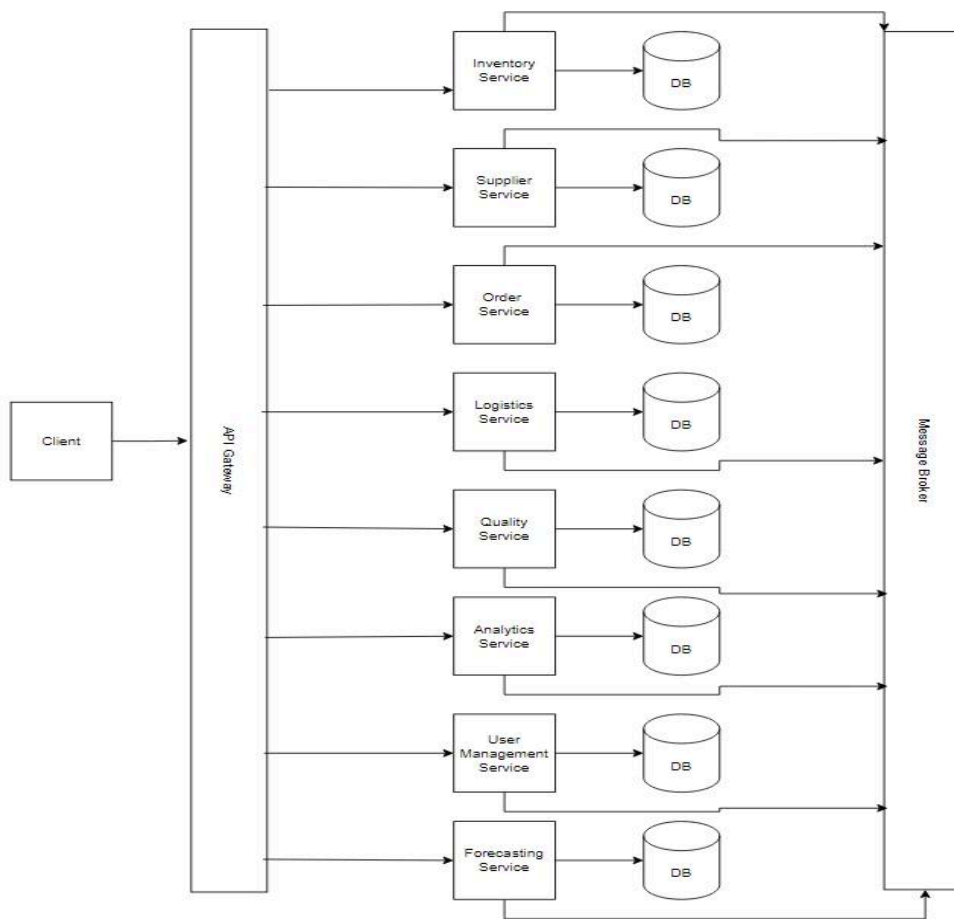 Inventory
Service
DB
Supplier
Service
DB
Order
Service
DB
Logistics
Service
DB
Client
API Gateway
Message Broker
Quality
Service
DB
Analytics
Service
DB
User
Management
Service
DB
Forecasting
Service
DB